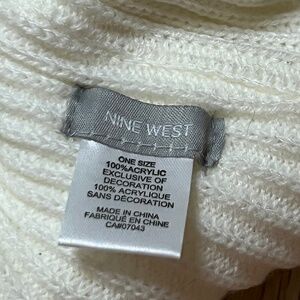 NINE WEST
ONE SIZE
100%ACRYLIC
EXCLUSIVE OF
DECORATION
100% ACRYLIQUE
SANS DÉCORATION
MADE IN CHINA
FABRIQUÉ EN CHINE
CA#07043